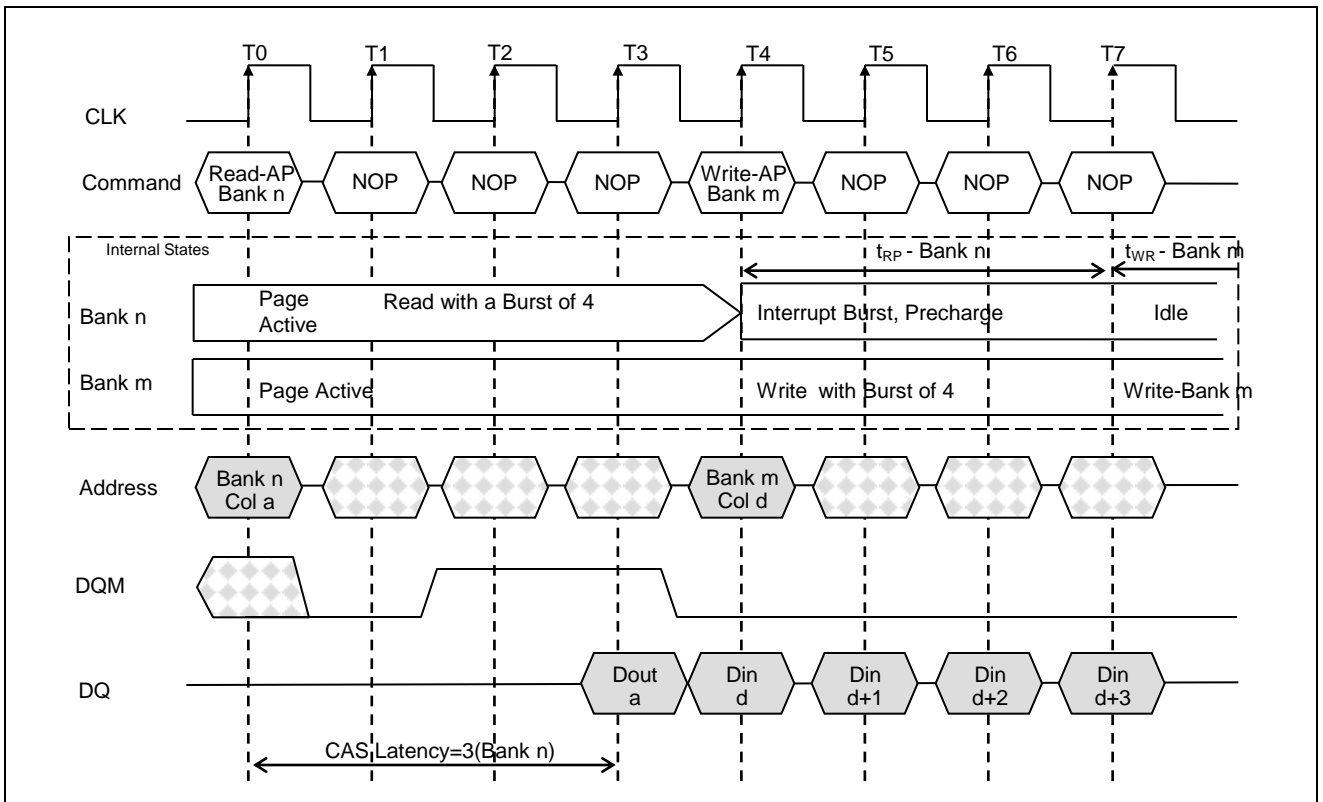 T0 T1 T2 T3 T4 T5 T6 T7
CLK
Command
Read-AP
Bank n
NOP
NOP
NOP
Write-AP
Bank m
NOP
NOP
NOP
Internal States
tRP - Bank n
tWR - Bank m
Bank n
Page
Active
Read with a Burst of 4
Interrupt Burst, Precharge
Idle
Bank m
Page Active
Write with Burst of 4
Write-Bank m
Address
Bank n
Col a
Bank m
Col d
DQM
DQ
Dout
a
Din
d
Din
d+1
Din
d+2
Din
d+3
CAS Latency=3(Bank n)